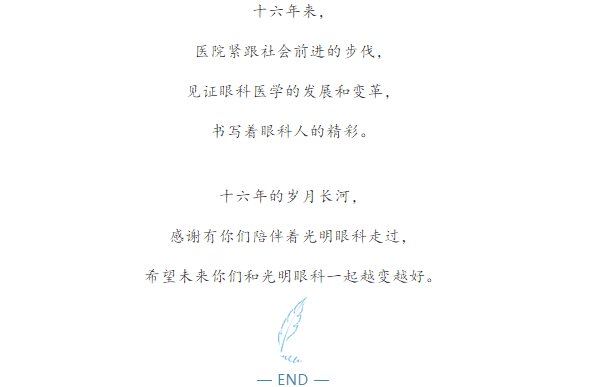 十六年来，
医院紧跟社会前进的步伐，
见证眼科医学的发展和变革，
书写着眼科人的精彩。
十六年的岁月长河，
感谢有你们陪伴着光明眼科走过，
希望未来你们和光明眼科一起越变越好。
— END —